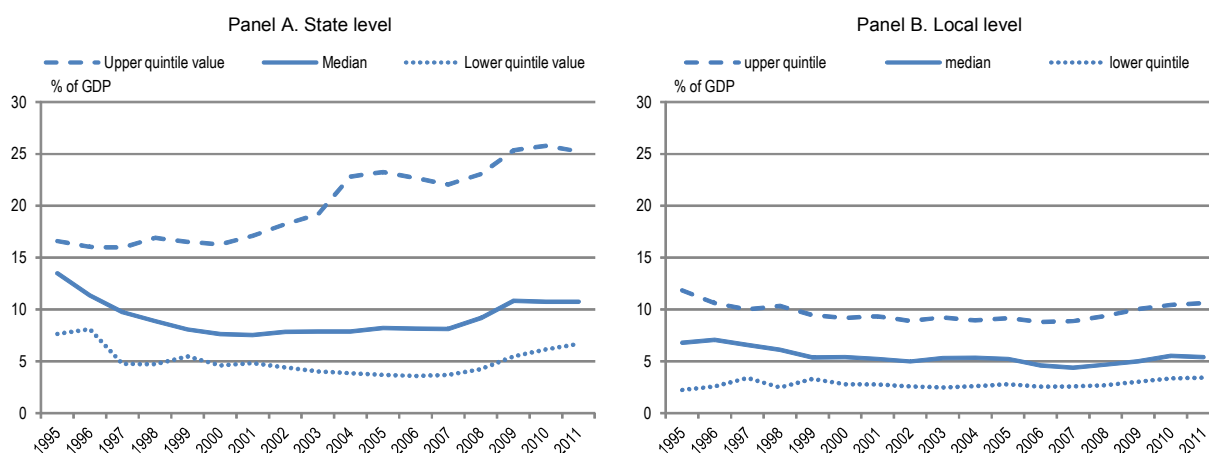 Panel A. State level
Upper quintile value Median Lower quintile value
% of GDP
30
25
20
15
10
5
0
1995 1996 1997 1998 1999 2000 2001 2002 2003 2004 2005 2006 2007 2008 2009 2010 2011
Panel B. Local level
upper quintile median lower quintile
% of GDP
30
25
20
15
10
5
0
1995 1996 1997 1998 1999 2000 2001 2002 2003 2004 2005 2006 2007 2008 2009 2010 2011